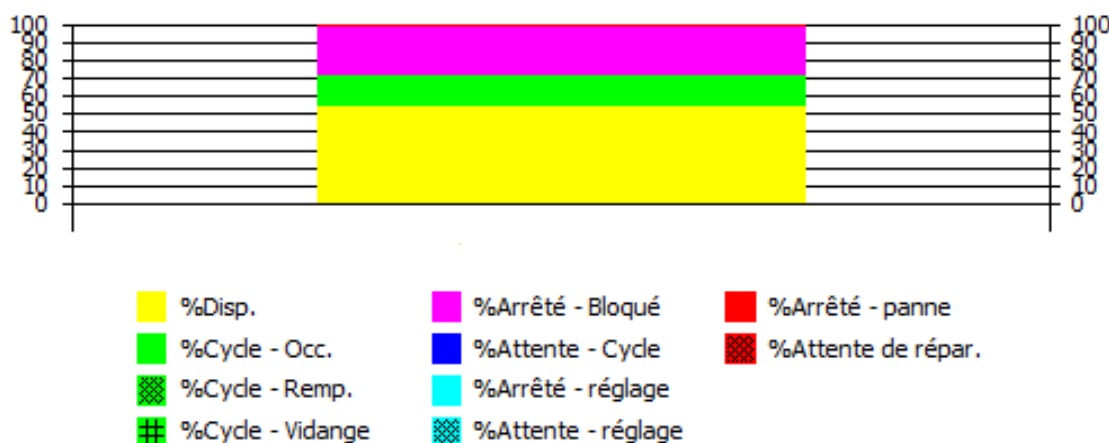 100 100
90 90
80 80
70 70
60 60
50 50
40 40
30 30
20 20
10 10
0 0
%Disp. %Arrêté - Bloqué %Arrêté - panne
%Cycle - Occ. %Attente - Cycle %Attente de répar.
%Cycle - Remp. %Arrêté - réglage
%Cycle - Vidange %Attente - réglage